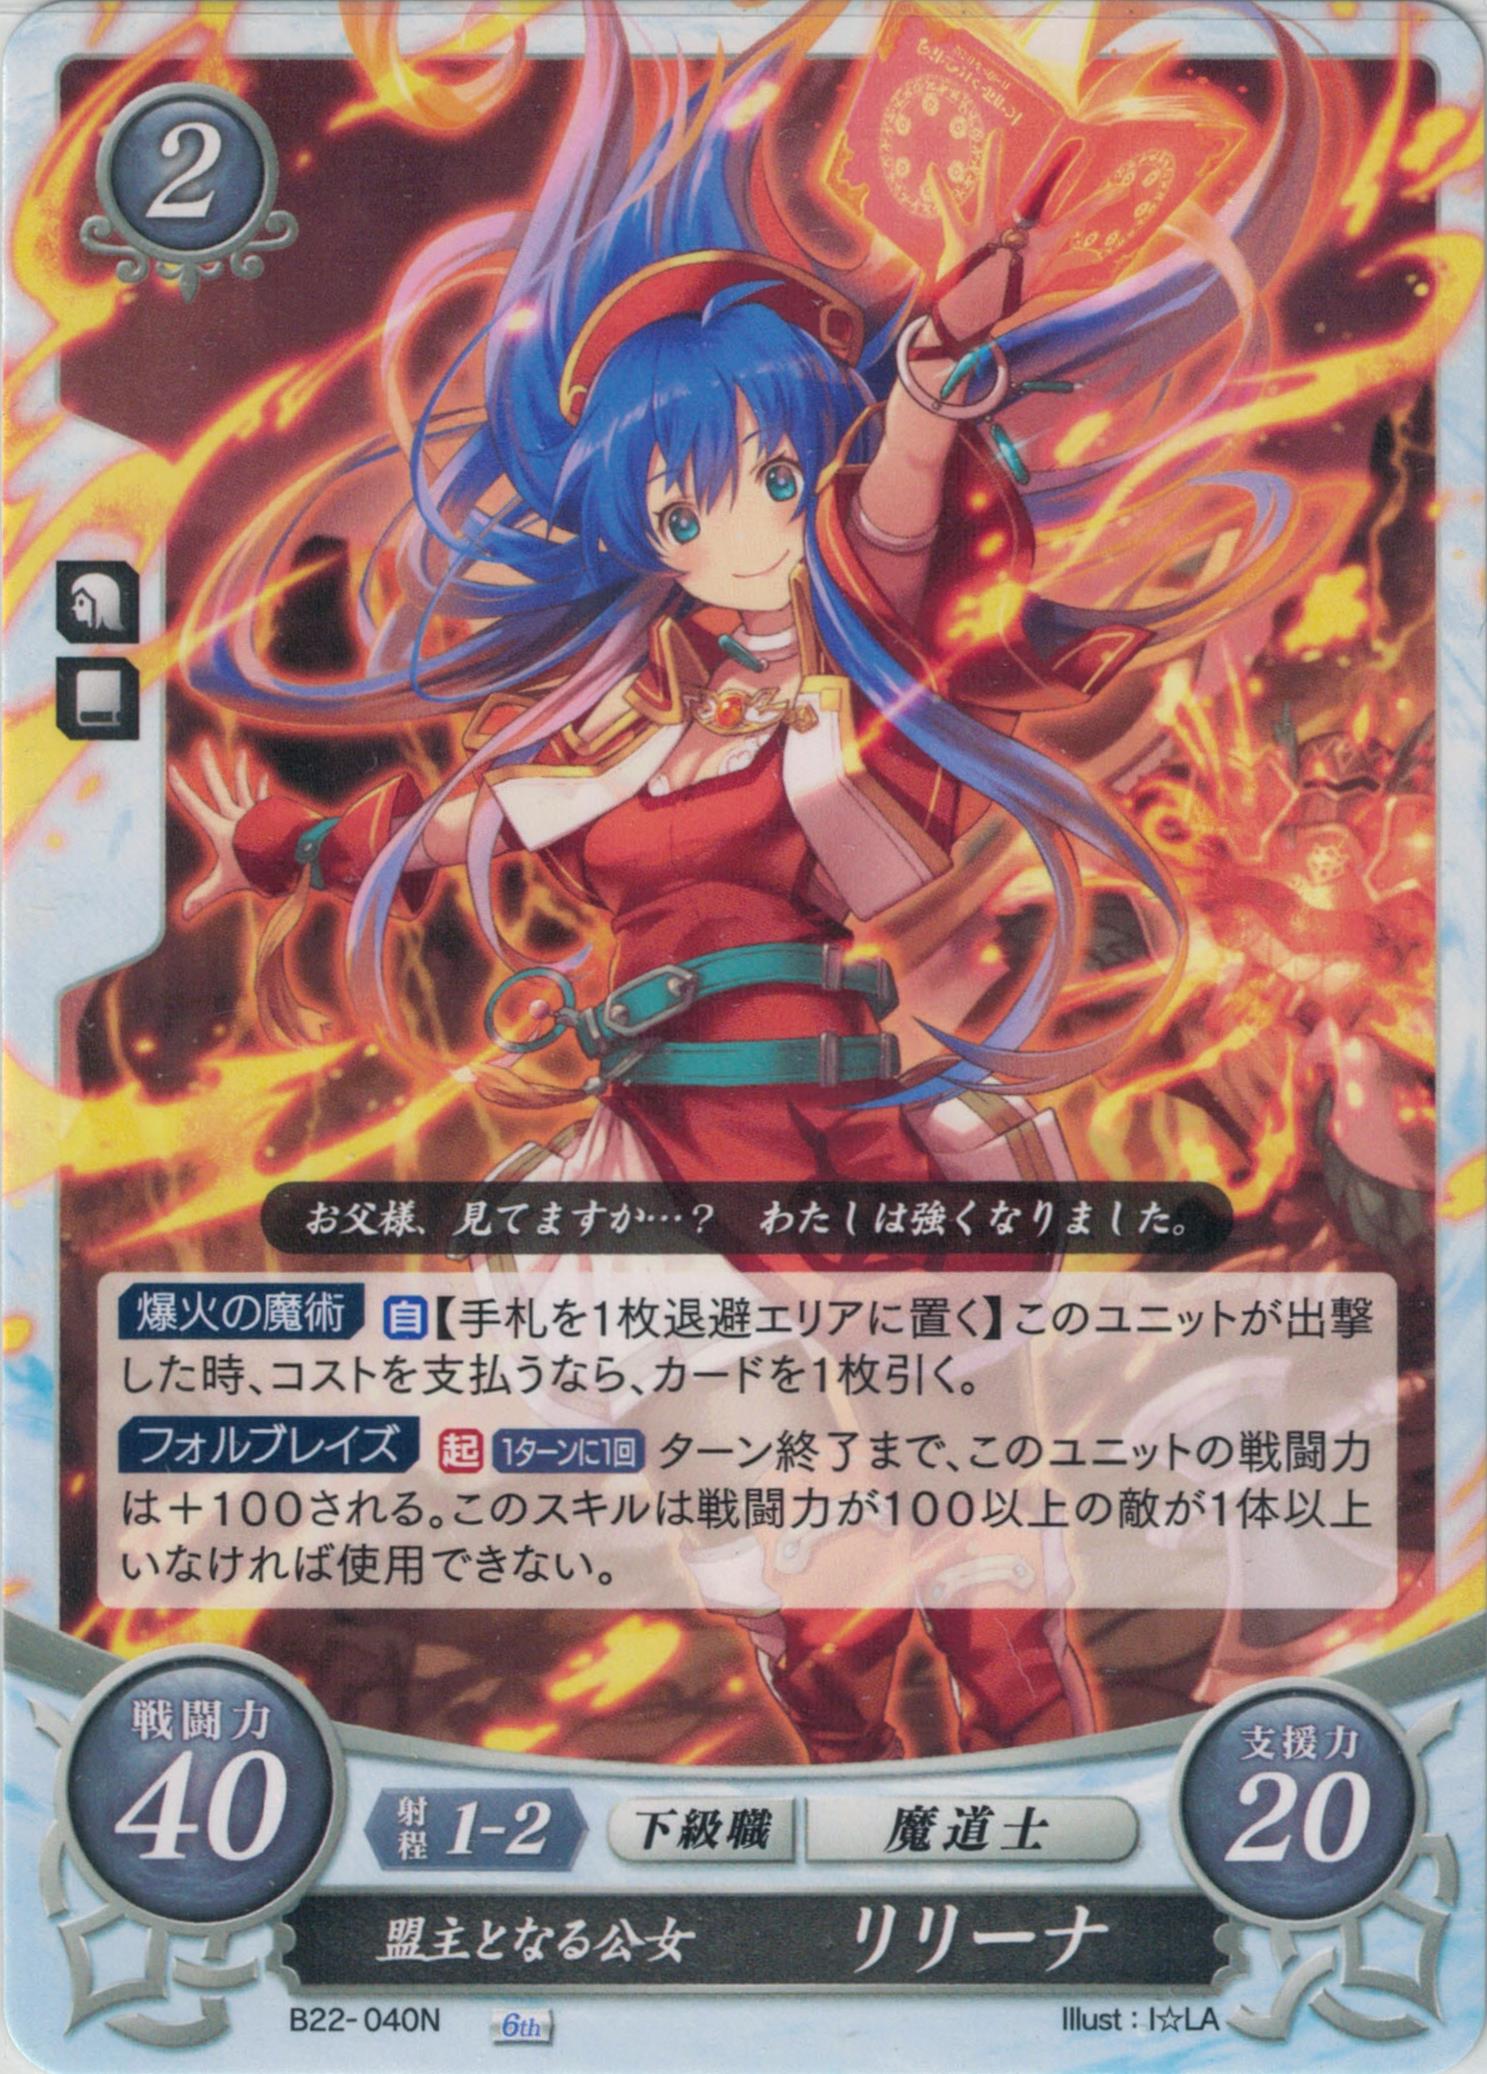 2
お父様、見てますか…？　わたしは強くなりました。
爆火の魔術 自【手札を1枚退避エリアに置く】このユニットが出撃
した時、コストを支払うなら、カードを1枚引く。
フォルブレイズ 起 1ターンに1回 ターン終了まで、このユニットの戦闘力
は＋100される。このスキルは戦闘力が100以上の敵が1体以上
いなければ使用できない。
戦闘力
40
射程 1-2 下級職 魔道士
支援力
20
盟主となる公女 リリーナ
B22-040N 6th Illust：I☆LA